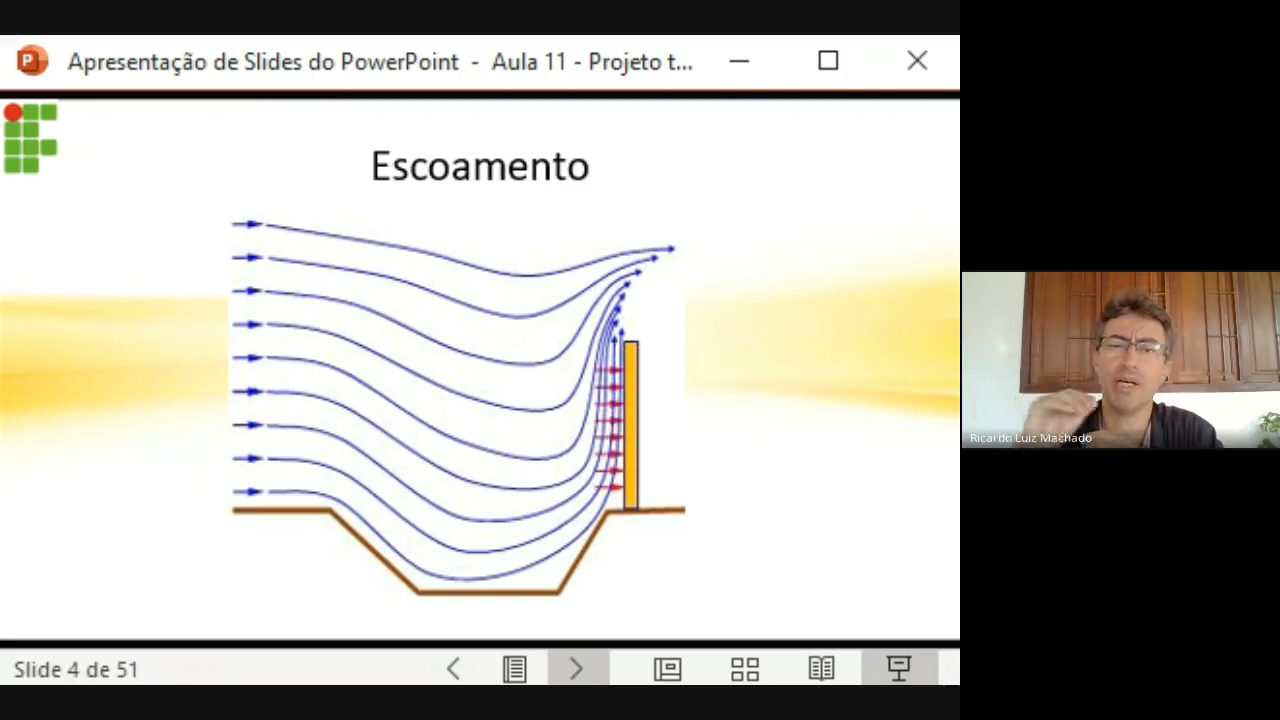 Apresentação de Slides do PowerPoint - Aula 11 - Projeto t...
Escoamento
Ricardo Luiz Machado
Slide 4 de 51